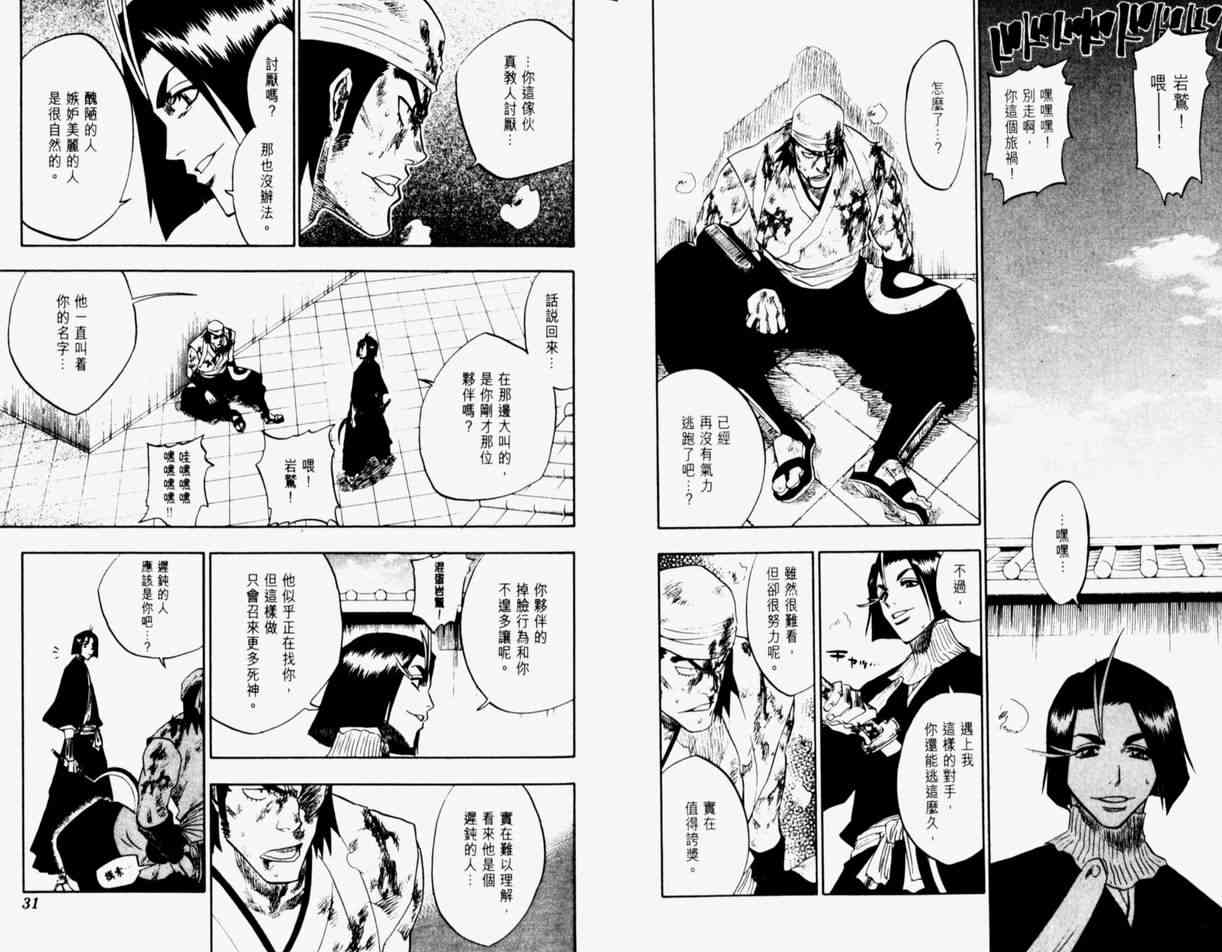 岩鷲！
喂——！
嘿嘿嘿！
別走啊，
你這個旅禍！
…嘿嘿…
怎麼了…？
已經
再沒有氣力
逃跑了吧…？
不過，
遇上我
這樣的對手，
你還能逃這麼久，
雖然很難看，
但卻很努力呢。
實在
值得誇獎。
…你這傢伙
真教人討厭…
討厭嗎？
那也沒辦法。
醜陋的人
嫉妒美麗的人
是很自然的。
話說回來…
在那邊大叫的，
是你剛才那位
夥伴嗎？
喂！
岩鷲！
哇嘿嘿嘿
嘿嘿嘿嘿!!
他一直叫着
你的名字…
你夥伴的
掉臉行為和你
不遑多讓呢。
混蛋岩鷲！
他似乎正在找你，
但這樣做
只會召來更多死神。
遲鈍的人
應該是你吧…？
實在難以理解，
看來他是個
遲鈍的人…
摸索
31